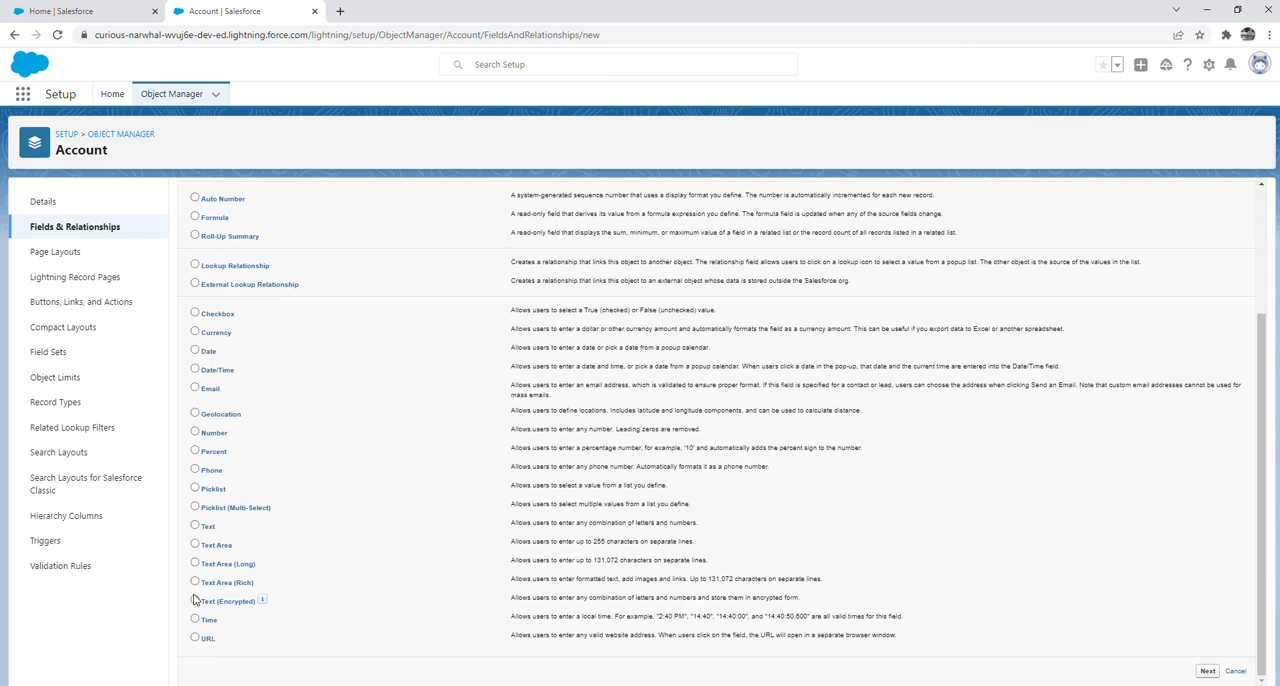 Home | Salesforce
Account | Salesforce
curious-narwhal-wvuj6e-dev-ed.lightning.force.com/lightning/setup/ObjectManager/Account/FieldsAndRelationships/new
Search Setup
Setup
Home
Object Manager
SETUP > OBJECT MANAGER
Account
Details
Fields & Relationships
Page Layouts
Lightning Record Pages
Buttons, Links, and Actions
Compact Layouts
Field Sets
Object Limits
Record Types
Related Lookup Filters
Search Layouts
Search Layouts for Salesforce
Classic
Hierarchy Columns
Triggers
Validation Rules
Auto Number A system-generated sequence number that uses a display format you define. The number is automatically incremented for each new record.
Formula A read-only field that derives its value from a formula expression you define. The formula field is updated when any of the source fields change.
Roll-Up Summary A read-only field that displays the sum, minimum, or maximum value of a field in a related list or the record count of all records listed in a related list.
Lookup Relationship Creates a relationship that links this object to another object. The relationship field allows users to click on a lookup icon to select a value from a popup list. The other object is the source of the values in the list.
External Lookup Relationship Creates a relationship that links this object to an external object whose data is stored outside the Salesforce org.
Checkbox Allows users to select a True (checked) or False (unchecked) value.
Currency Allows users to enter a dollar or other currency amount and automatically formats the field as a currency amount. This can be useful if you export data to Excel or another spreadsheet.
Date Allows users to enter a date or pick a date from a popup calendar.
Date/Time Allows users to enter a date and time, or pick a date from a popup calendar. When users click a date in the pop-up, that date and the current time are entered into the Date/Time field.
Email Allows users to enter an email address, which is validated to ensure proper format. If this field is specified for a contact or lead, users can choose the address when clicking Send an Email. Note that custom email addresses cannot be used for
mass emails.
Geolocation Allows users to define locations. Includes latitude and longitude components, and can be used to calculate distance.
Number Allows users to enter any number. Leading zeros are removed.
Percent Allows users to enter a percentage number, for example, '10' and automatically adds the percent sign to the number.
Phone Allows users to enter any phone number. Automatically formats it as a phone number.
Picklist Allows users to select a value from a list you define.
Picklist (Multi-Select) Allows users to select multiple values from a list you define.
Text Allows users to enter any combination of letters and numbers.
Text Area Allows users to enter up to 255 characters on separate lines.
Text Area (Long) Allows users to enter up to 131,072 characters on separate lines.
Text Area (Rich) Allows users to enter formatted text, add images and links. Up to 131,072 characters on separate lines.
Text (Encrypted) i Allows users to enter any combination of letters and numbers and store them in encrypted form.
Time Allows users to enter a local time. For example, "2:40 PM", "14:40", "14:40:00", and "14:40:50.600" are all valid times for this field.
URL Allows users to enter any valid website address. When users click on the field, the URL will open in a separate browser window.
Next Cancel